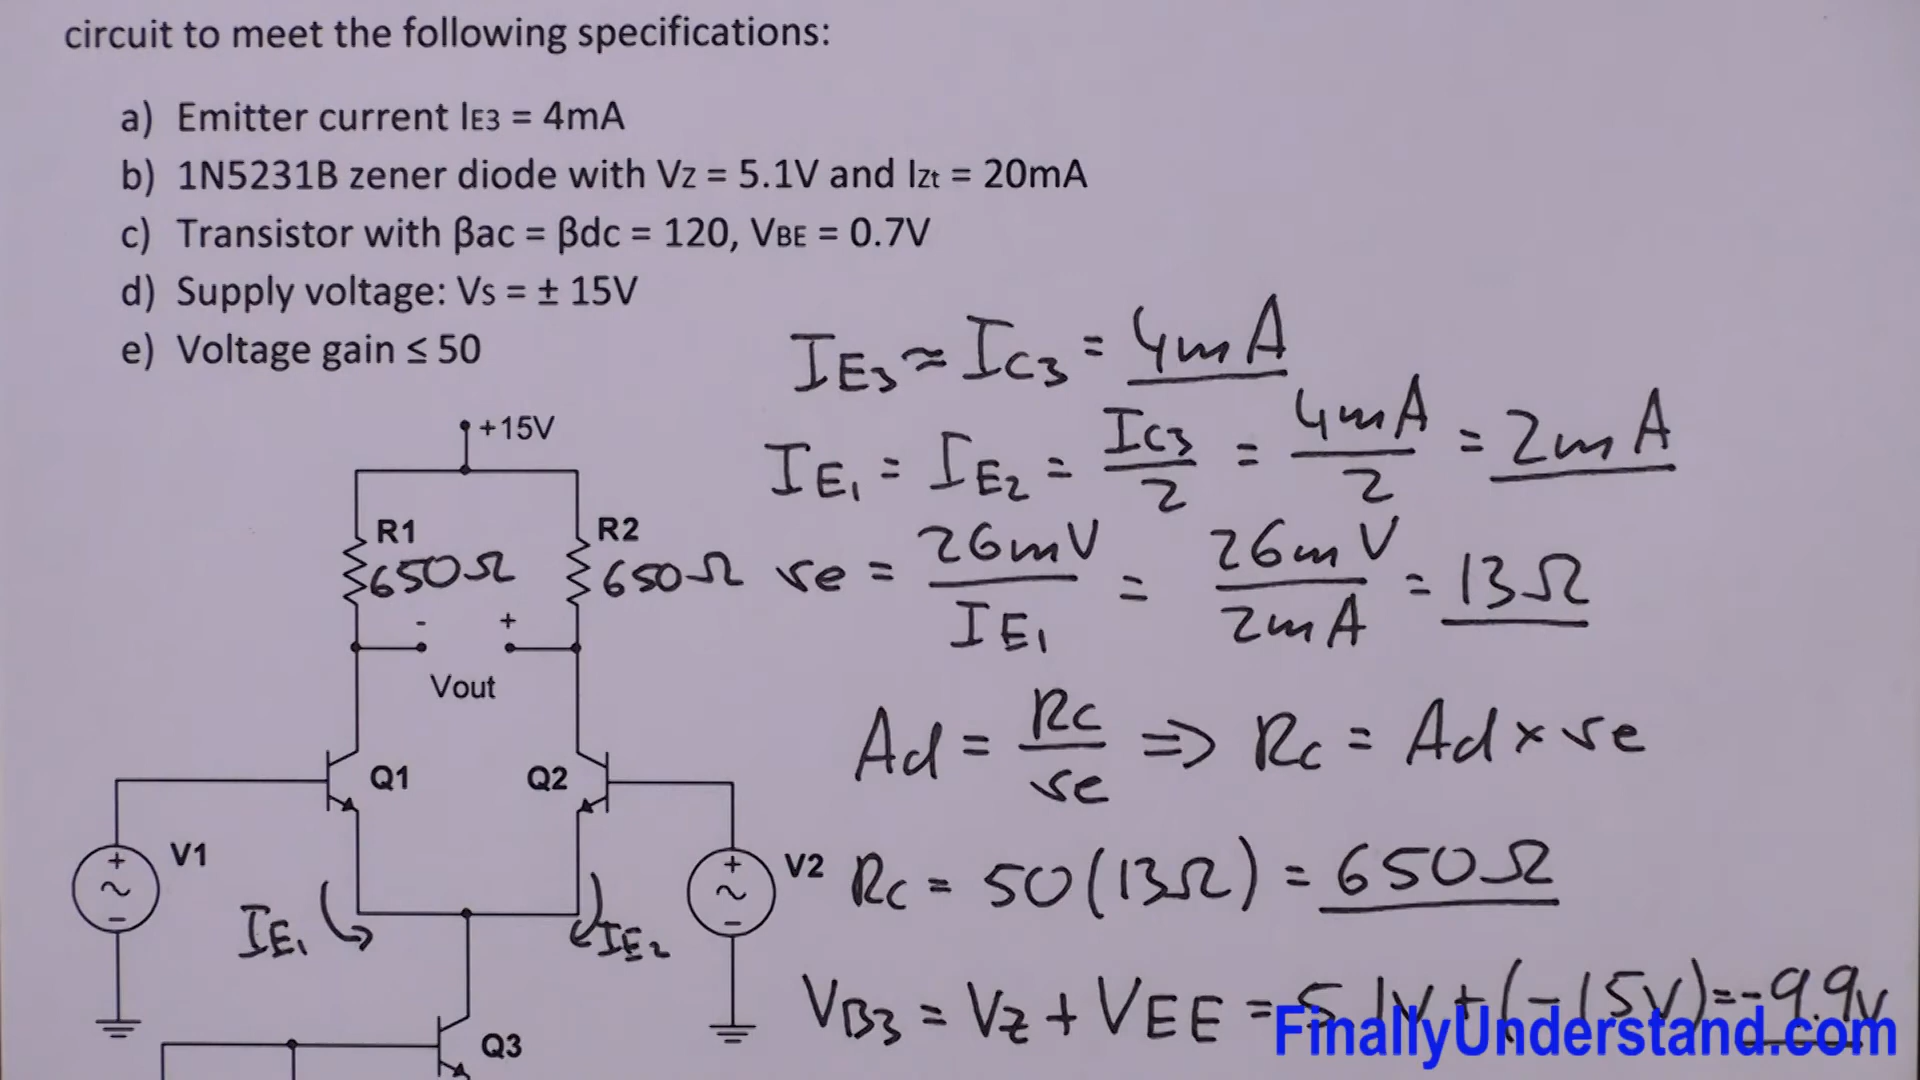 circuit to meet the following specifications:
a) Emitter current IE3 = 4mA
b) 1N5231B zener diode with Vz = 5.1V and Izt = 20mA
c) Transistor with βac = βdc = 120, VBE = 0.7V
d) Supply voltage: Vs = ± 15V
e) Voltage gain ≤ 50
IE3 ≈ IC3 = 4mA
IE1 = IE2 = IC3/2 = 4mA/2 = 2mA
re = 26mV/IE1 = 26mV/2mA = 13Ω
Ad = Rc/re => Rc = Ad x re
Rc = 50(13Ω) = 650Ω
VB3 = Vz + VEE = 5.1V + (-15V) = -9.9V
+15V
R1
R2
650Ω
650Ω
- +
Vout
Q1
Q2
+
-
V1
+
-
V2
IE1
IE2
Q3
FinallyUnderstand.com